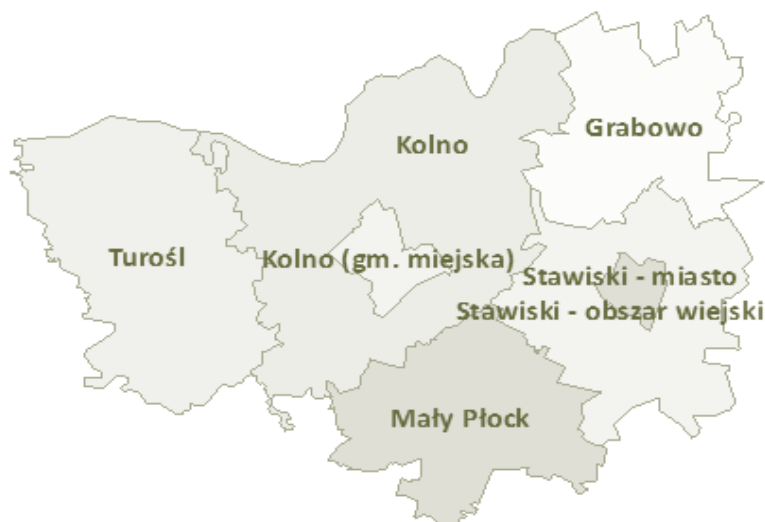 Grabowo
Kolno
Turośl
Kolno (gm. miejska)
Stawiski - miasto
Stawiski - obszar wiejski
Mały Płock